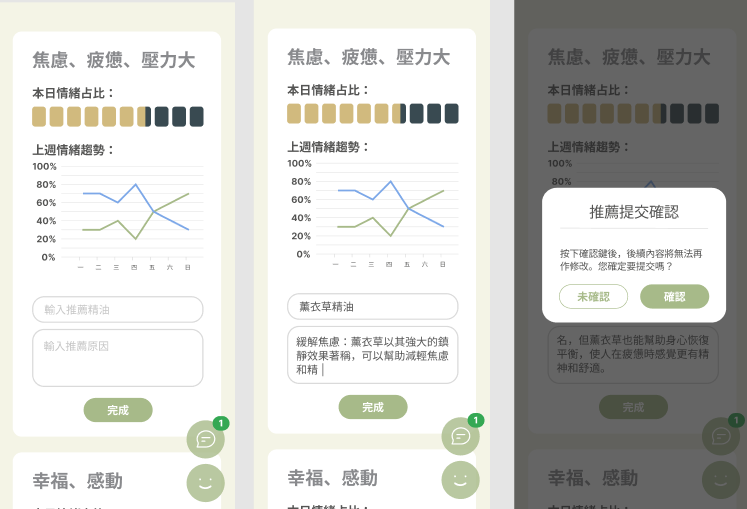 焦慮、疲憊、壓力大
本日情緒占比：
上週情緒趨勢：
100%
80%
60%
40%
20%
0%
一 二 三 四 五 六 日
輸入推薦精油
輸入推薦原因
完成
1
幸福、感動
焦慮、疲憊、壓力大
本日情緒占比：
上週情緒趨勢：
100%
80%
60%
40%
20%
0%
一 二 三 四 五 六 日
薰衣草精油
緩解焦慮：薰衣草以其強大的鎮
靜效果著稱，可以幫助減輕焦慮
和精
完成
1
幸福、感動
焦慮、疲憊、壓力大
本日情緒占比：
上週情緒趨勢：
100%
80%
推薦提交確認
按下確認鍵後，後續內容將無法再
作修改。您確定要提交嗎？
未確認 確認
名，但薰衣草也能幫助身心恢復
平衡，使人在疲憊時感覺更有精
神和舒適。
完成
1
幸福、感動